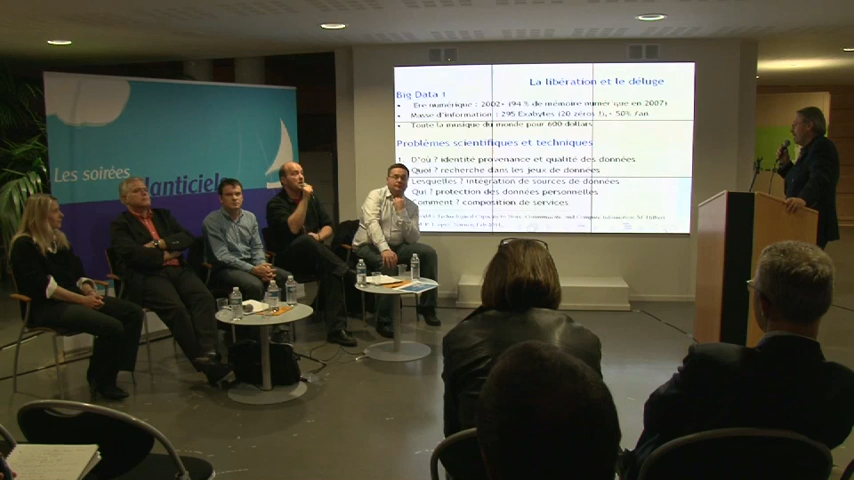 Les soirées
lanticiel
La libération et le déluge
Big Data !
• Ere numérique : 2002- (94 % de mémoire numérique en 2007)
• Masse d'information : 295 Exabytes (20 zéros !), + 50% /an
• Toute la musique du monde pour 600 dollars
Problèmes scientifiques et techniques
1. D'où ? identité provenance et qualité des données
Quoi ? recherche dans les jeux de données
Lesquelles ? intégration de sources de données
Qui ? protection des données personnelles
Comment ? composition de services